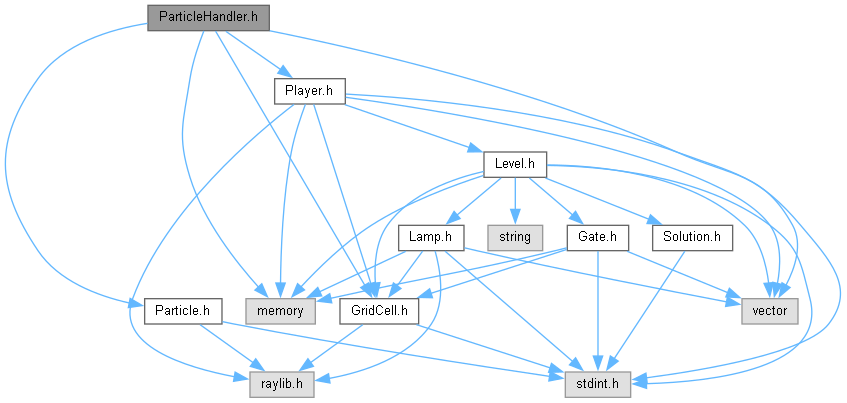 ParticleHandler.h
Player.h
Level.h
Lamp.h
string
Gate.h
Solution.h
Particle.h
memory
GridCell.h
vector
raylib.h
stdint.h